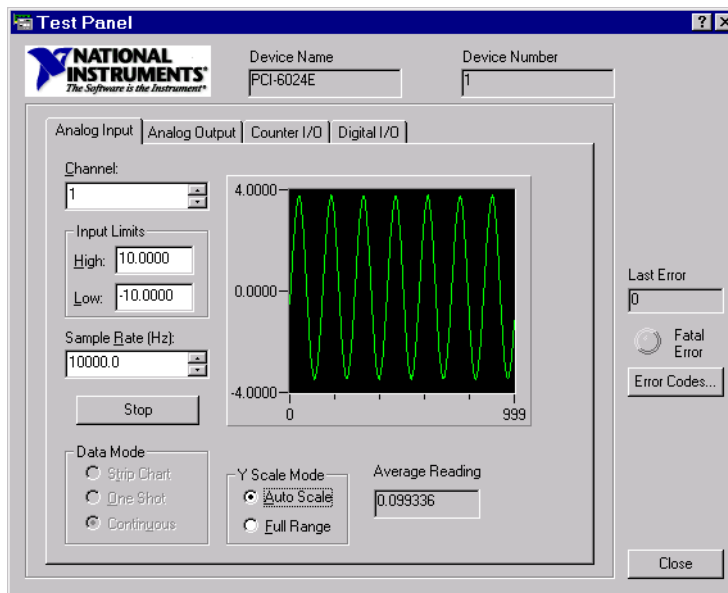 Test Panel
NATIONAL
INSTRUMENTS
The Software is the Instrument
Device Name
PCI-6024E
Device Number
1
Analog Input
Analog Output
Counter I/O
Digital I/O
Channel:
1
Input Limits
High: 10.0000
Low: -10.0000
Sample Rate (Hz):
10000.0
Stop
4.0000
0.0000
-4.0000
0 999
Data Mode
Strip Chart
One Shot
Continuous
Y Scale Mode
Auto Scale
Full Range
Average Reading
0.099336
Last Error
0
Fatal
Error
Error Codes...
Close